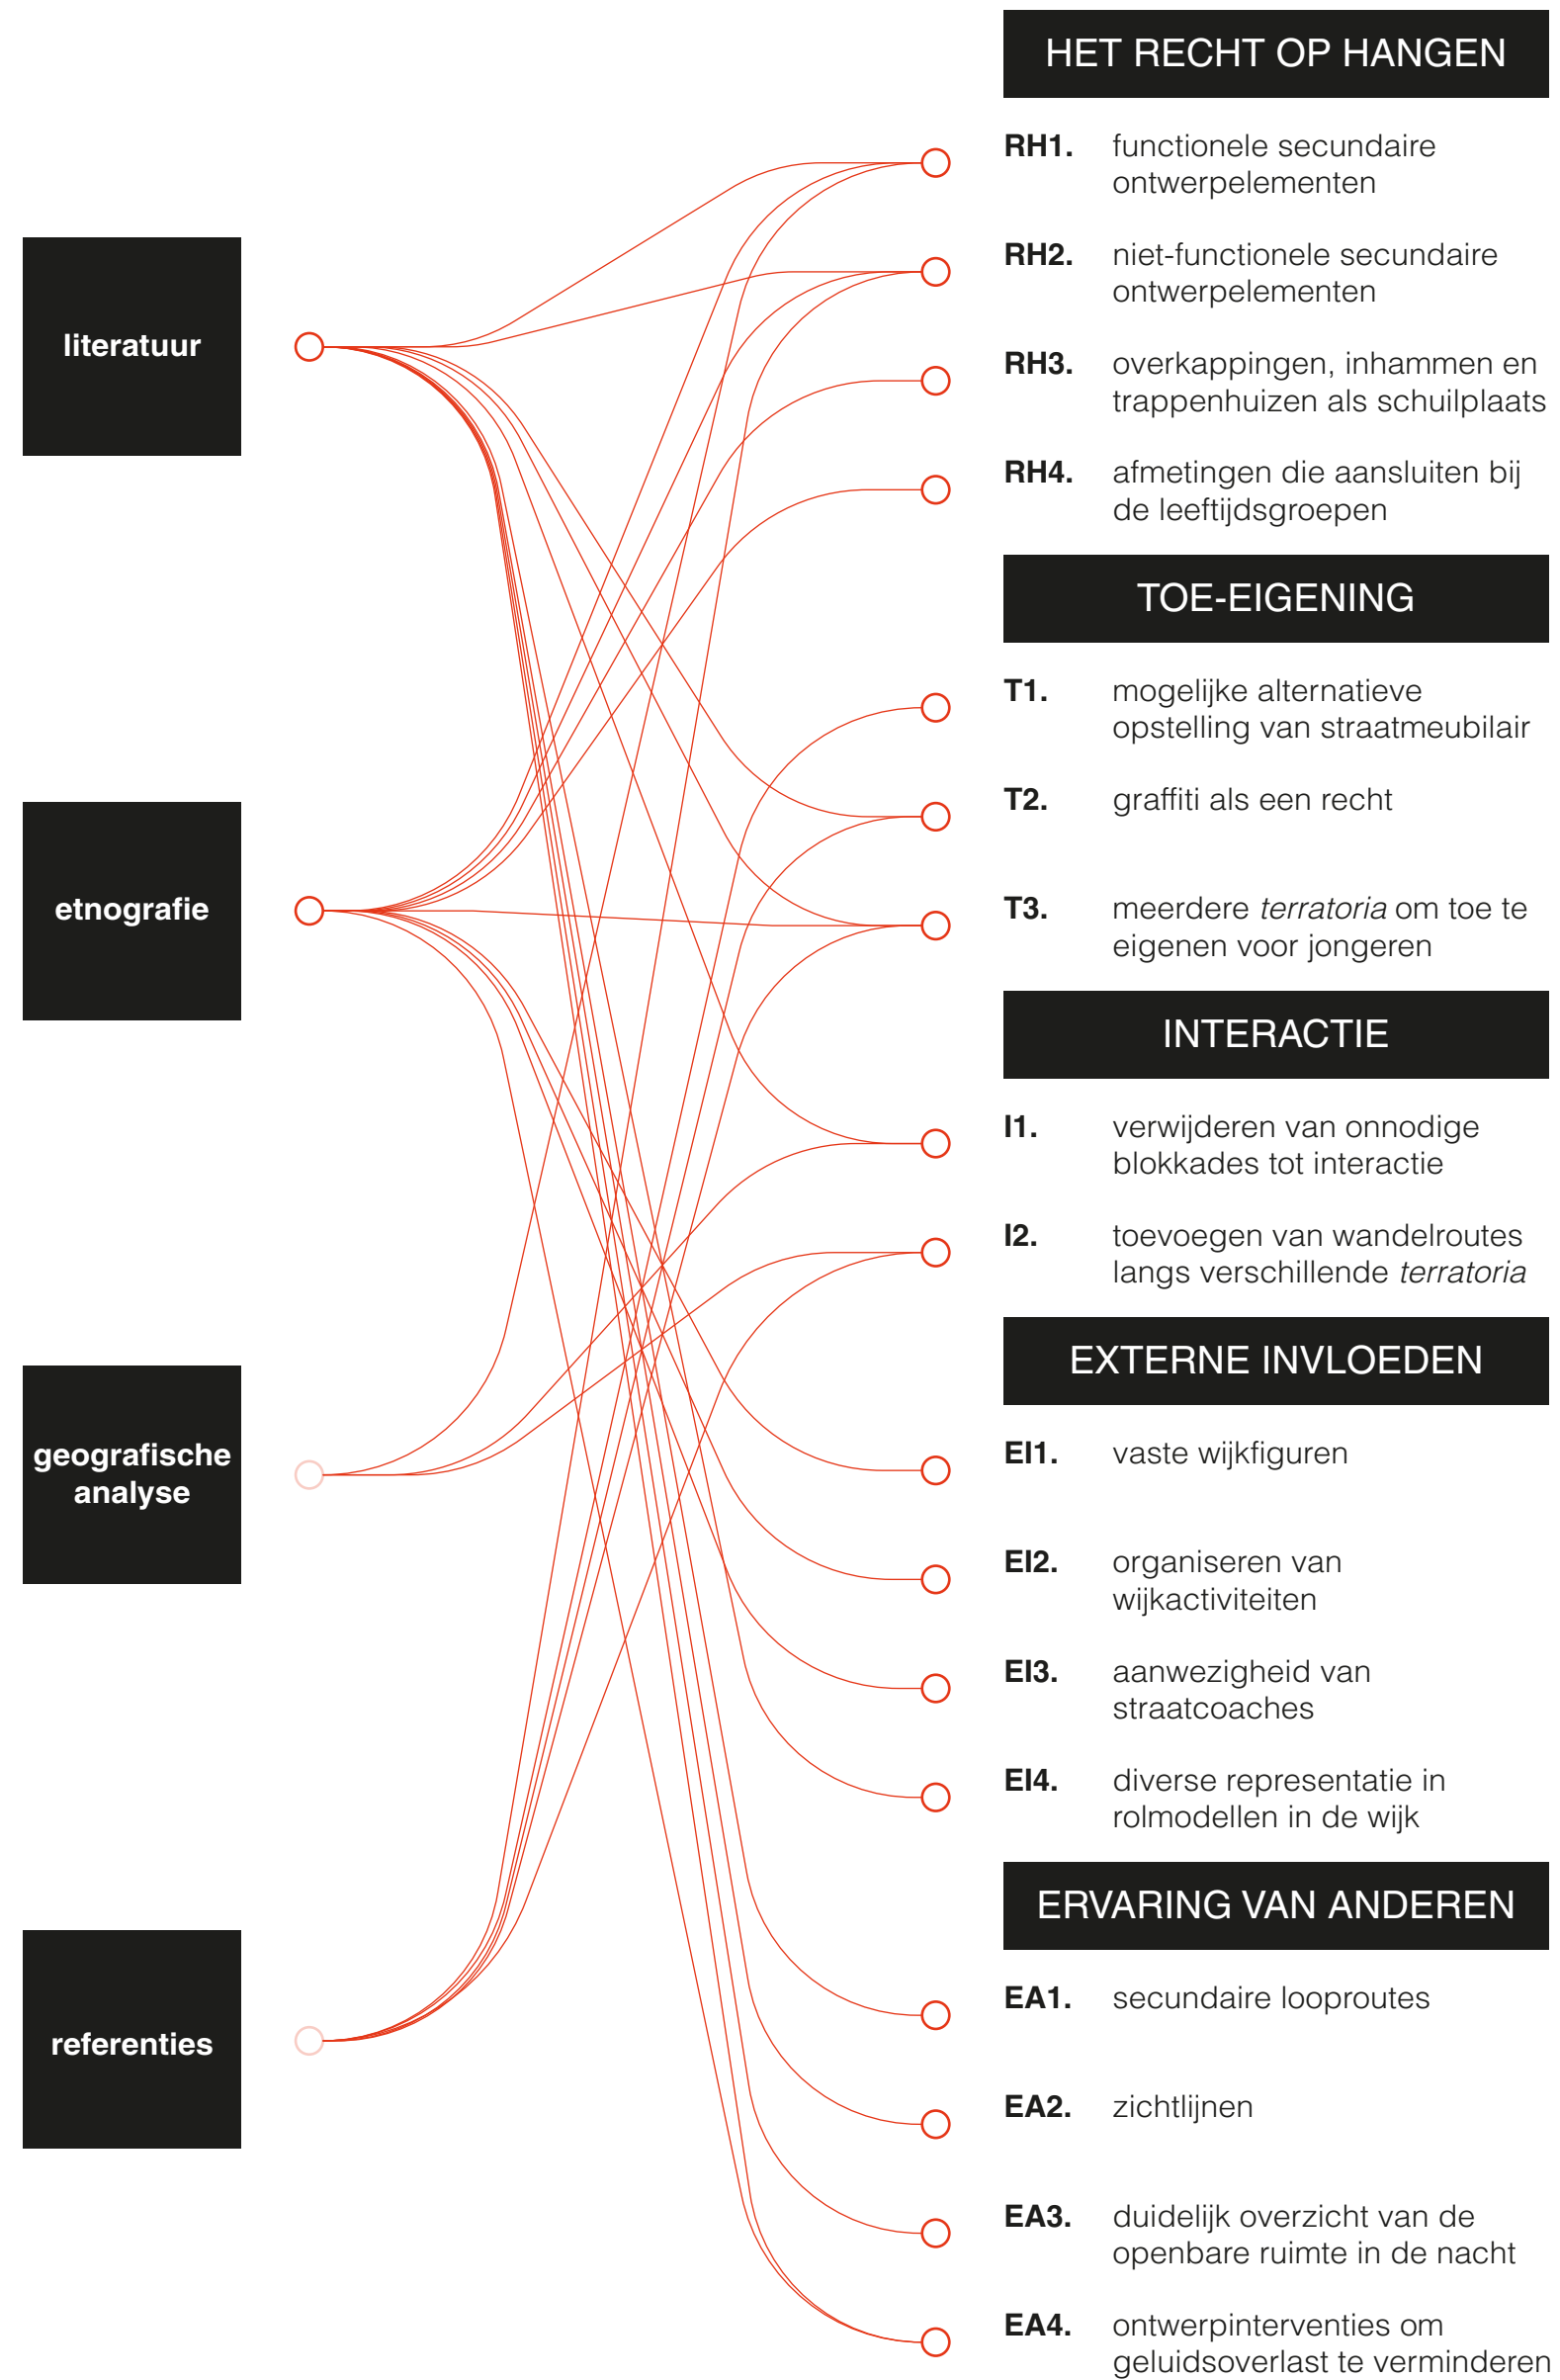 literatuur
etnografie
geografische
analyse
referenties
HET RECHT OP HANGEN
RH1. functionele secundaire
ontwerpelementen
RH2. niet-functionele secundaire
ontwerpelementen
RH3. overkappingen, inhammen en
trappenhuizen als schuilplaats
RH4. afmetingen die aansluiten bij
de leeftijdsgroepen
TOE-EIGENING
T1. mogelijke alternatieve
opstelling van straatmeubilair
T2. graffiti als een recht
T3. meerdere terratoria om toe te
eigenen voor jongeren
INTERACTIE
I1. verwijderen van onnodige
blokkades tot interactie
I2. toevoegen van wandelroutes
langs verschillende terratoria
EXTERNE INVLOEDEN
EI1. vaste wijkfiguren
EI2. organiseren van
wijkactiviteiten
EI3. aanwezigheid van
straatcoaches
EI4. diverse representatie in
rolmodellen in de wijk
ERVARING VAN ANDEREN
EA1. secundaire looproutes
EA2. zichtlijnen
EA3. duidelijk overzicht van de
openbare ruimte in de nacht
EA4. ontwerpinterventies om
geluidsoverlast te verminderen